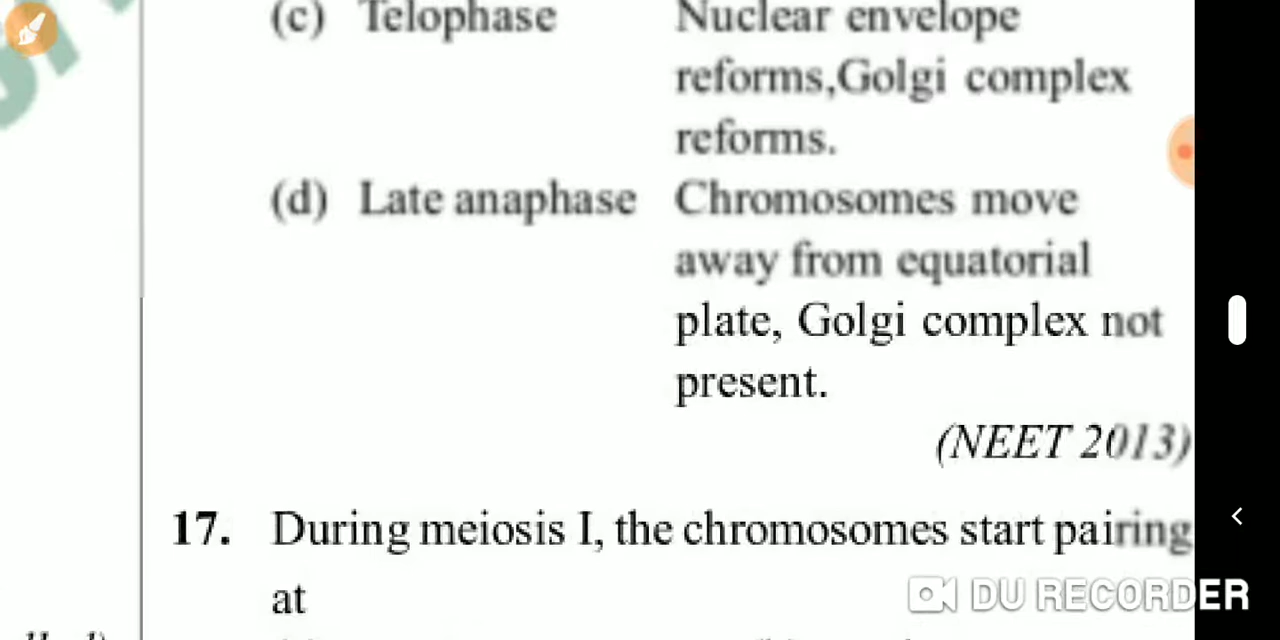 (c) Telophase Nuclear envelope
reforms,Golgi complex
reforms.
(d) Late anaphase Chromosomes move
away from equatorial
plate, Golgi complex not
present.
(NEET 2013)
17. During meiosis I, the chromosomes start pairing
at
DU RECORDER